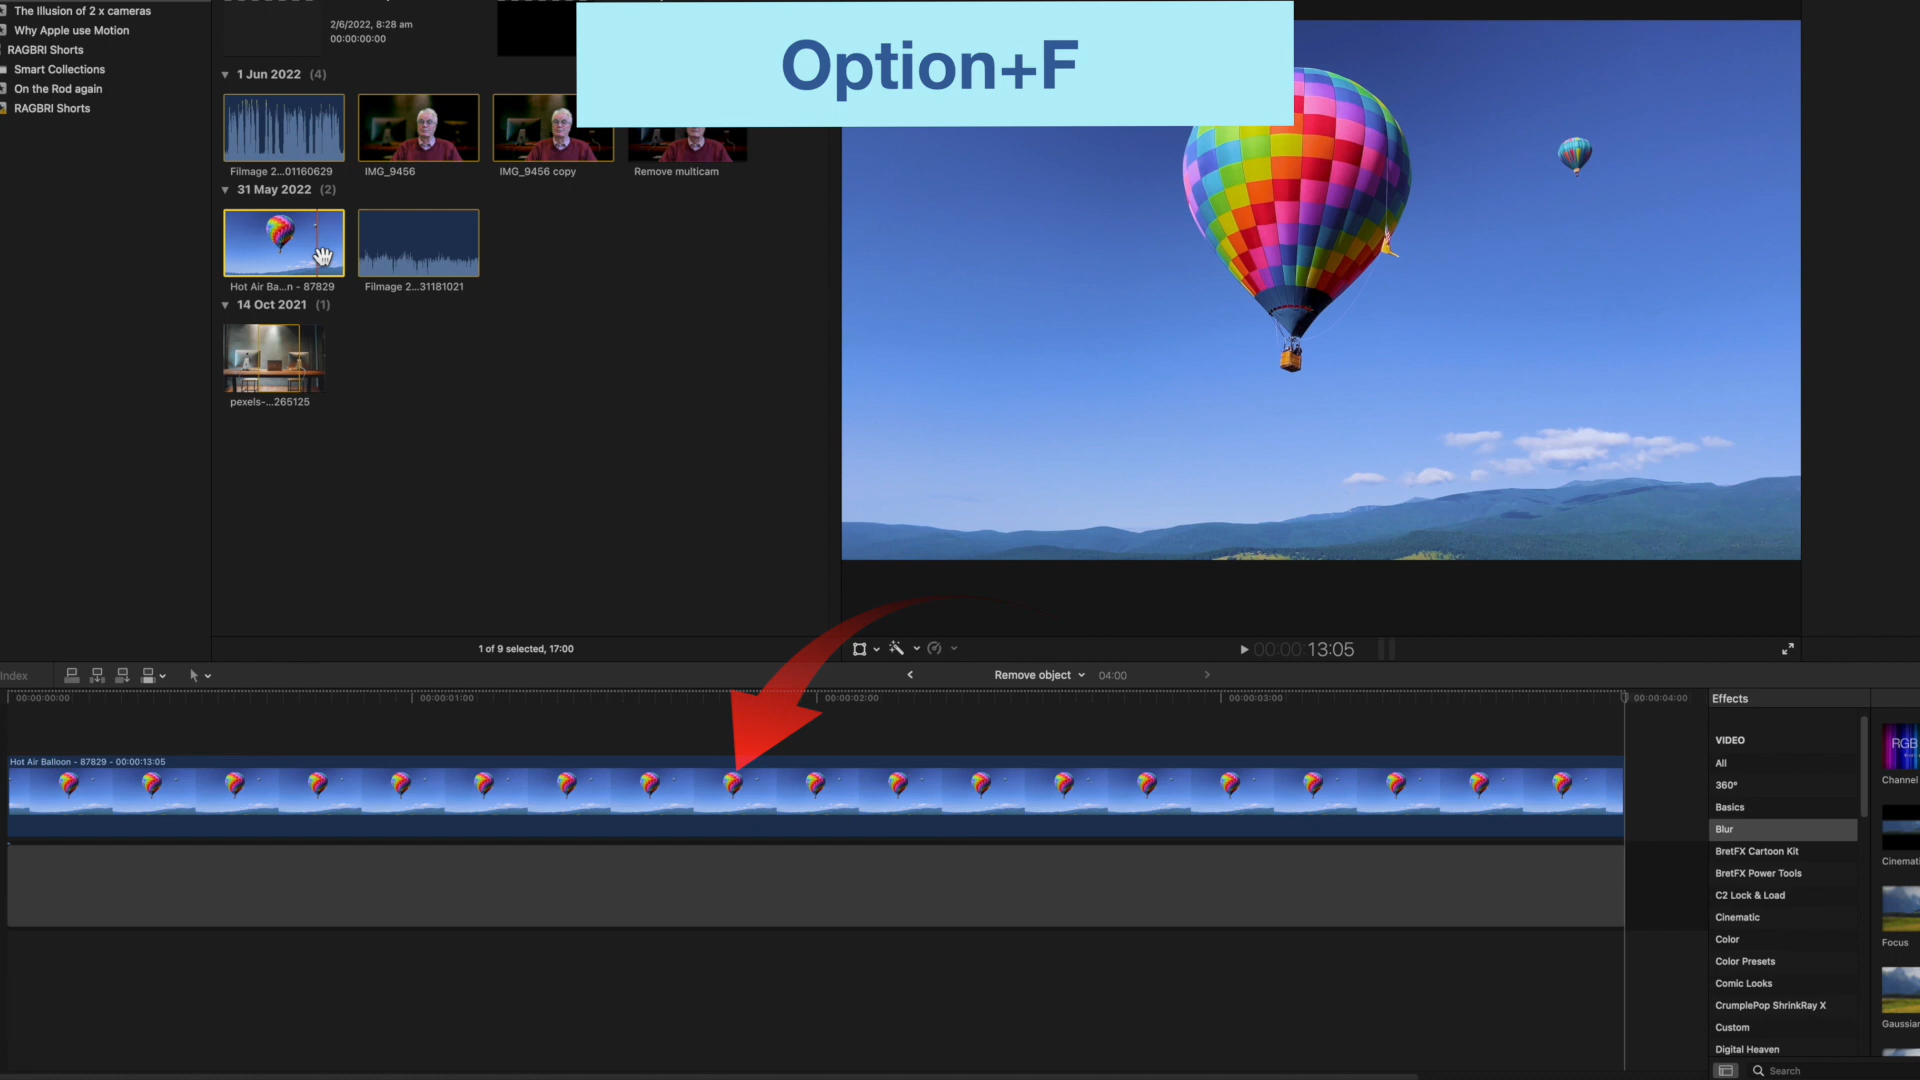 The Illusion of 2 x cameras
Why Apple use Motion
RAGBRI Shorts
Smart Collections
On the Rod again
RAGBRI Shorts
2/6/2022, 8:28 am
00:00:00:00
Option+F
1 Jun 2022 (4)
Filmage 2...01160629
IMG_9456
IMG_9456 copy
Remove multicam
31 May 2022 (2)
Hot Air Ba...n - 87829
Filmage 2...31181021
14 Oct 2021 (1)
pexels-...265125
1 of 9 selected, 17:00
00:00:13:05
Index
Remove object
04:00
00:00:00:00
00:00:01:00
00:00:02:00
00:00:03:00
00:00:04:00
Hot Air Balloon - 87829 - 00:00:13:05
Effects
VIDEO
All
360°
Basics
Blur
BretFX Cartoon Kit
BretFX Power Tools
C2 Lock & Load
Cinematic
Color
Color Presets
Comic Looks
CrumplePop ShrinkRay X
Custom
Digital Heaven
Search
RGB
Channel
Cinemati
Focus
Gaussian